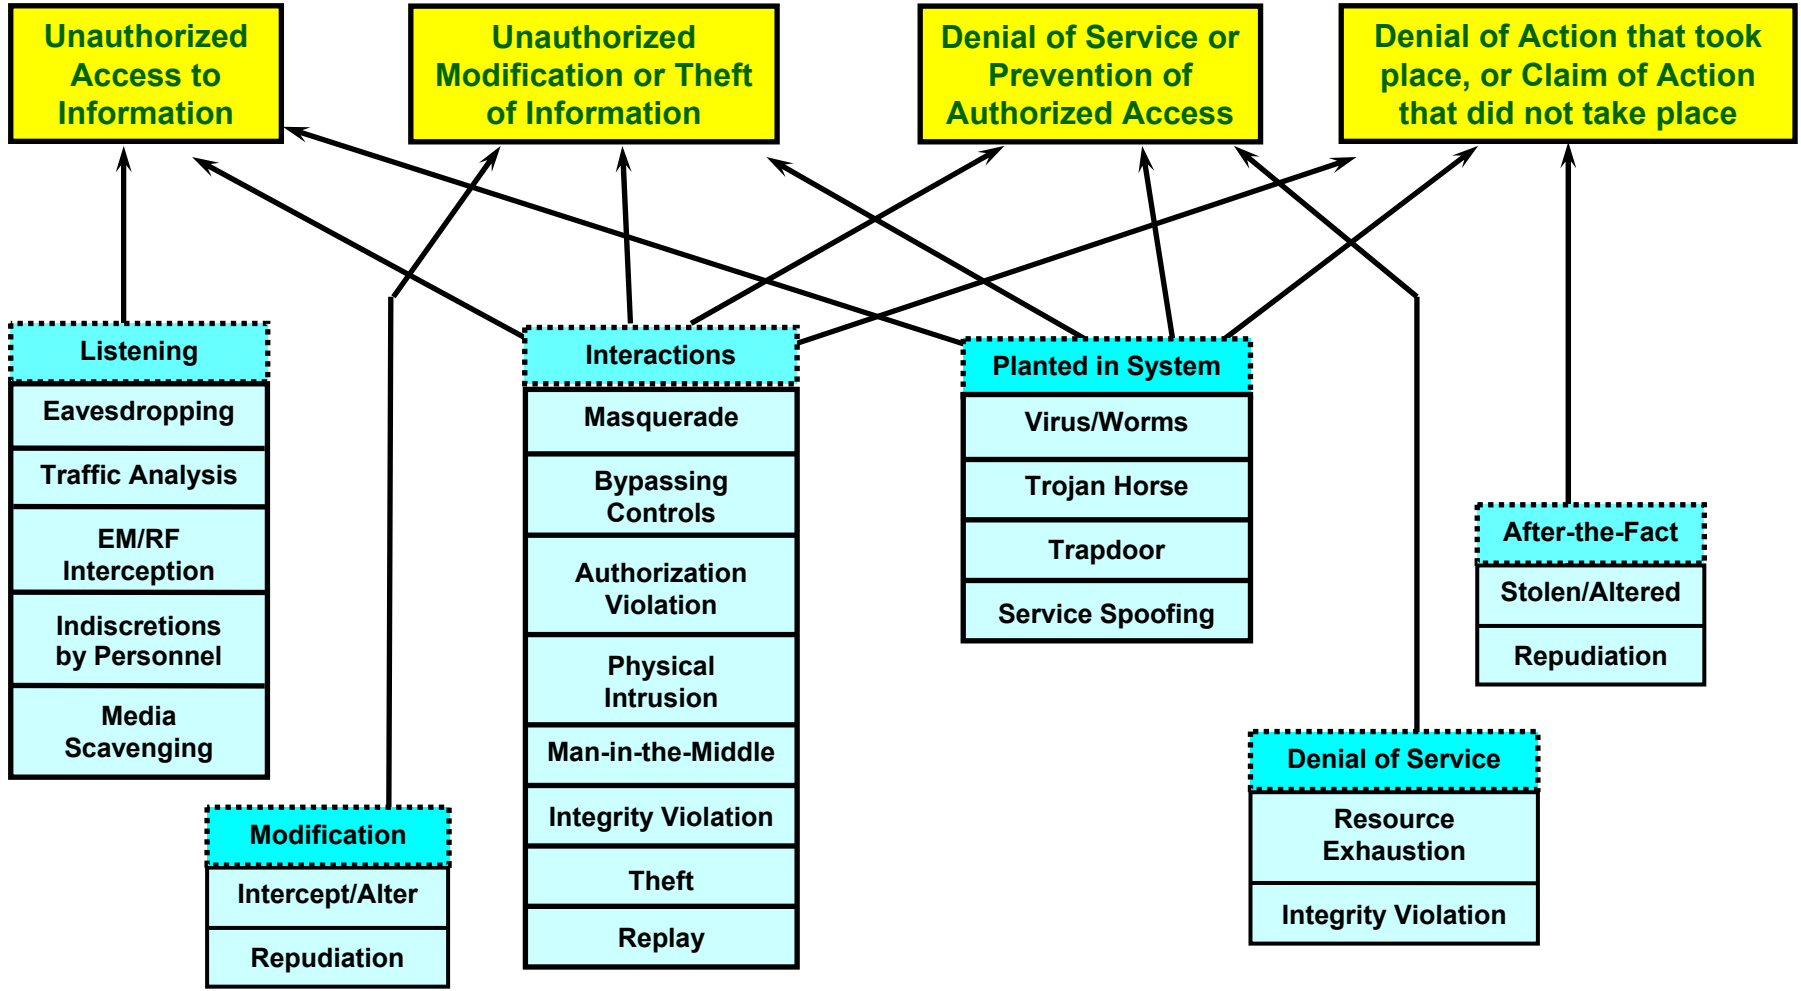 Unauthorized
Access to
Information
Unauthorized
Modification or Theft
of Information
Denial of Service or
Prevention of
Authorized Access
Denial of Action that took
place, or Claim of Action
that did not take place
Listening
Eavesdropping
Traffic Analysis
EM/RF
Interception
Indiscretions
by Personnel
Media
Scavenging
Modification
Intercept/Alter
Repudiation
Interactions
Masquerade
Bypassing
Controls
Authorization
Violation
Physical
Intrusion
Man-in-the-Middle
Integrity Violation
Theft
Replay
Planted in System
Virus/Worms
Trojan Horse
Trapdoor
Service Spoofing
Denial of Service
Resource
Exhaustion
Integrity Violation
After-the-Fact
Stolen/Altered
Repudiation